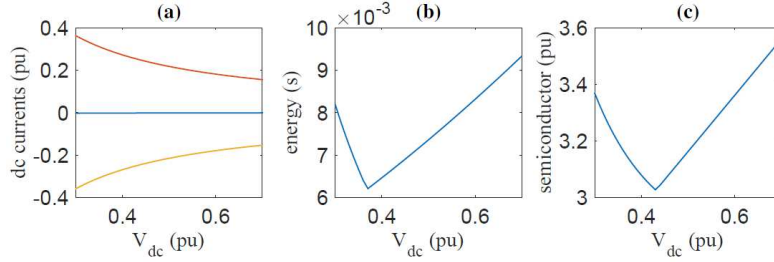 (a)
dc currents (pu)
0.4
0.2
0
-0.2
-0.4
0.4
0.6
V_dc (pu)
(b)
× 10^-3
energy (s)
10
9
8
7
6
0.4
0.6
V_dc (pu)
(c)
semiconductor (pu)
3.6
3.4
3.2
3
0.4
0.6
V_dc (pu)